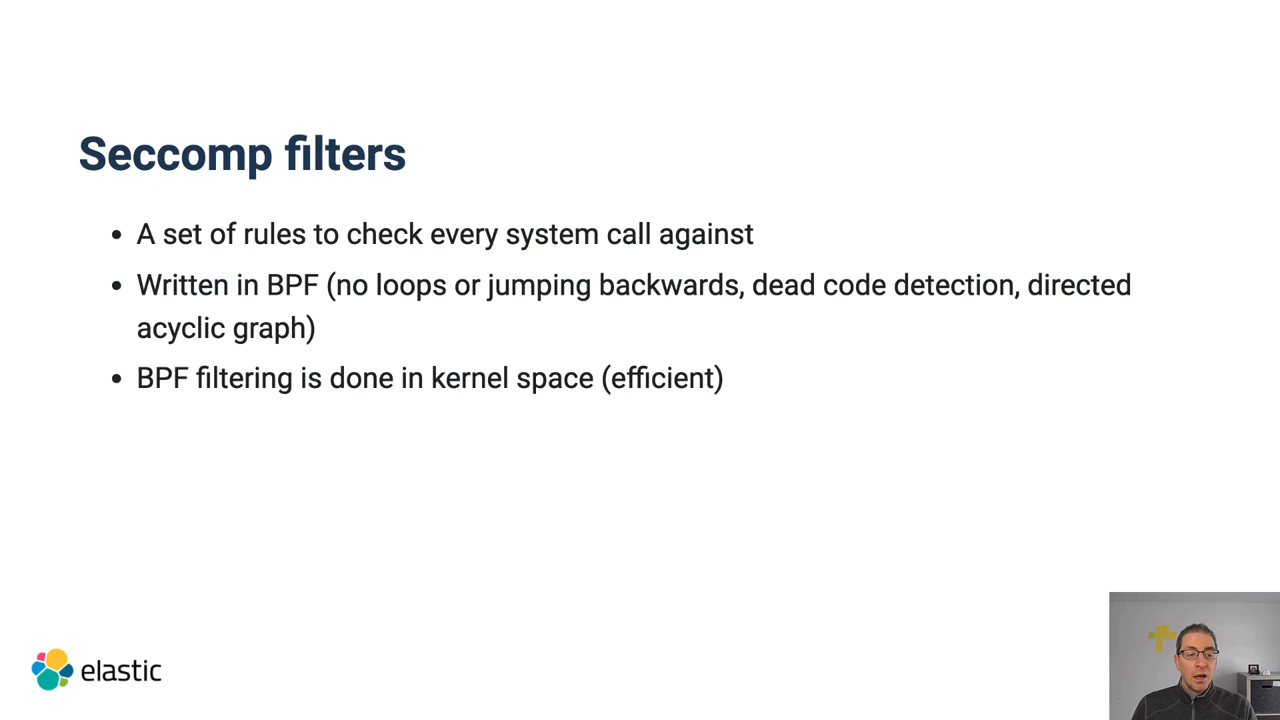 Seccomp filters
• A set of rules to check every system call against
• Written in BPF (no loops or jumping backwards, dead code detection, directed
acyclic graph)
• BPF filtering is done in kernel space (efficient)
elastic